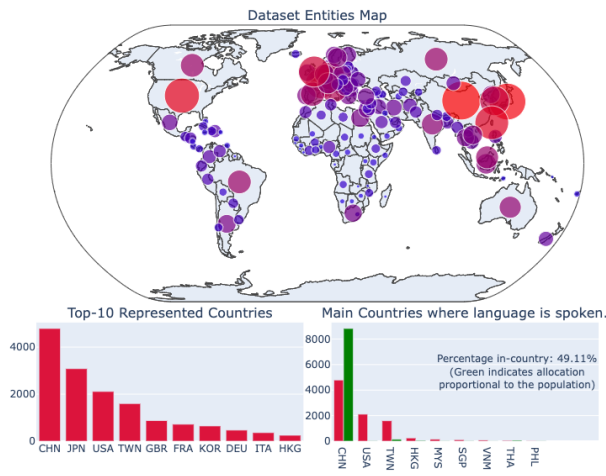 Dataset Entities Map
Top-10 Represented Countries
4000
2000
0
CHN JPN USA TWN GBR FRA KOR DEU ITA HKG
Main Countries where language is spoken.
8000
6000
4000
2000
0
Percentage in-country: 49.11%
(Green indicates allocation
proportional to the population)
CHN
USA
TWN
HKG
MYS
SGP
VNM
THA
PHL